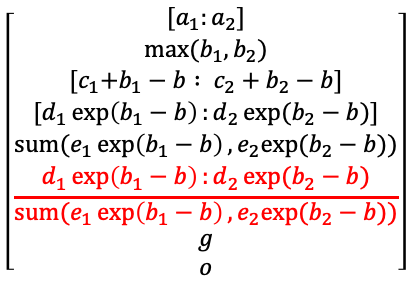 [a₁: a₂]
max(b₁, b₂)
[c₁+b₁ − b : c₂ + b₂ − b]
[d₁ exp(b₁ − b) : d₂ exp(b₂ − b)]
sum(e₁ exp(b₁ − b) , e₂exp(b₂ − b))
d₁ exp(b₁ − b) : d₂ exp(b₂ − b)
sum(e₁ exp(b₁ − b) , e₂exp(b₂ − b))
g
o